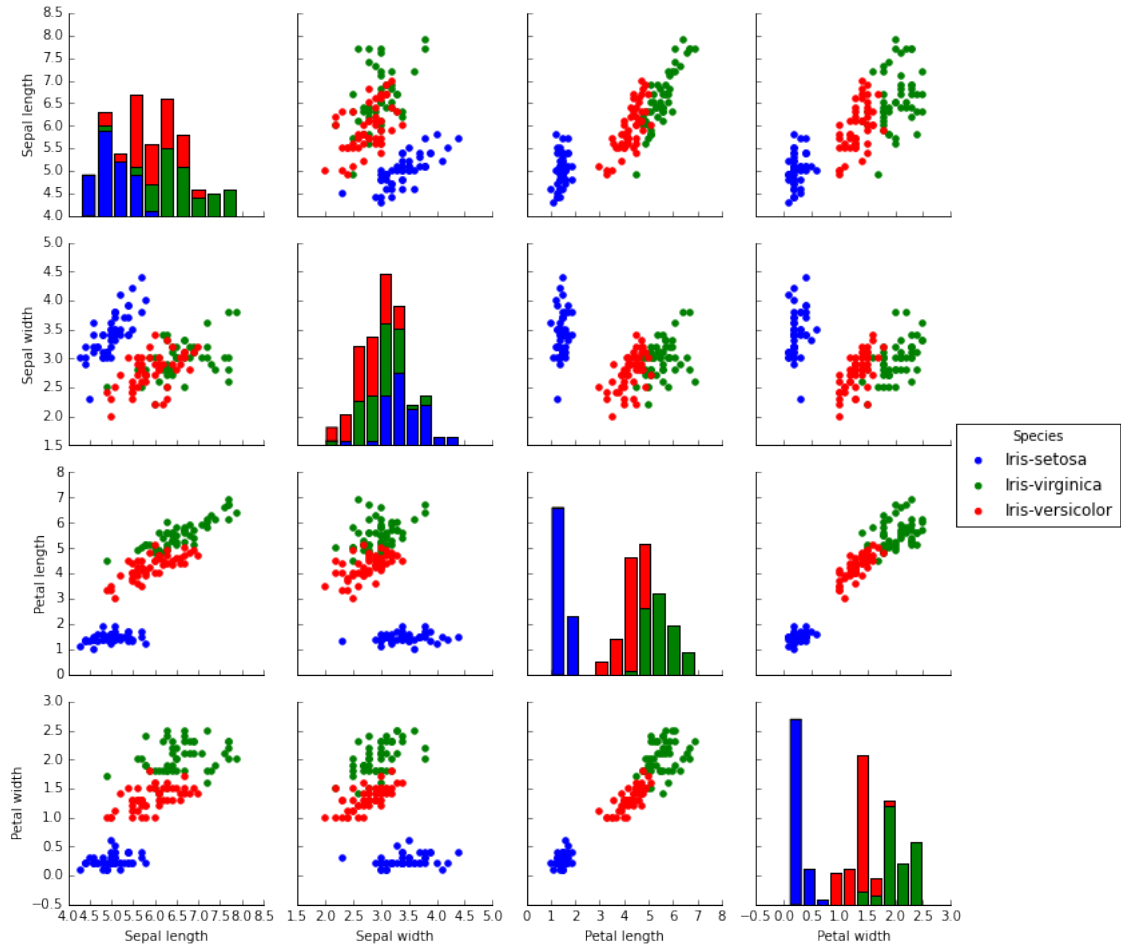 8.5
8.0
7.5
7.0
6.5
6.0
5.5
5.0
4.5
4.0
Sepal length
5.0
4.5
4.0
3.5
3.0
2.5
2.0
1.5
Sepal width
Species
Iris-setosa
Iris-virginica
Iris-versicolor
8
7
6
5
4
3
2
1
0
Petal length
3.0
2.5
2.0
1.5
1.0
0.5
0.0
−0.5
Petal width
4.0 4.5 5.0 5.5 6.0 6.5 7.0 7.5 8.0 8.5
2.0 2.5 3.0 3.5 4.0 4.5 5.0
0 1 2 3 4 5 6 7 8
−0.5 0.0 0.5 1.0 1.5 2.0 2.5 3.0
Sepal length Sepal width Petal length Petal width